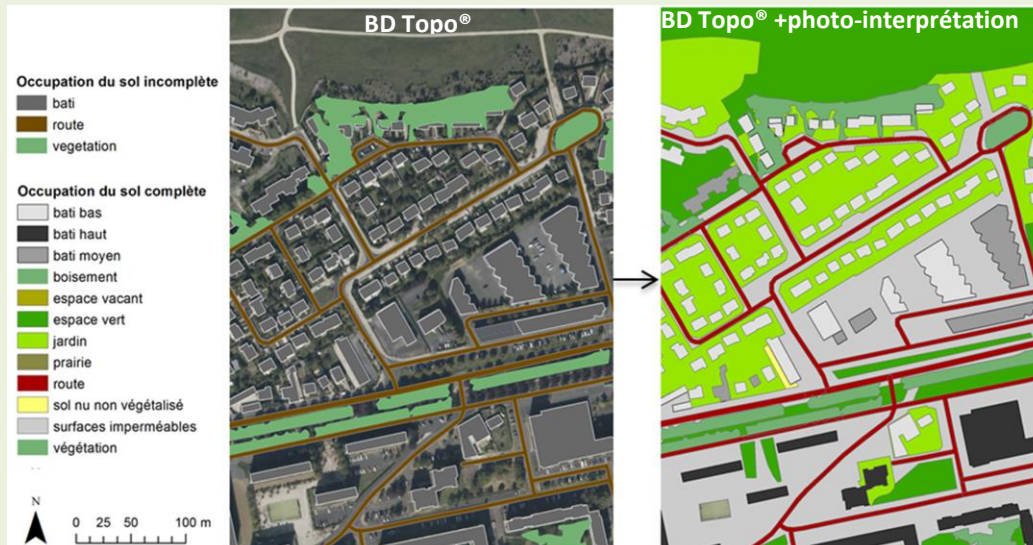 BD Topo®
BD Topo® +photo-interprétation
Occupation du sol incomplète
bati
route
vegetation
Occupation du sol complète
bati bas
bati haut
bati moyen
boisement
espace vacant
espace vert
jardin
prairie
route
sol nu non végétalisé
surfaces imperméables
végétation
N
0 25 50 100 m